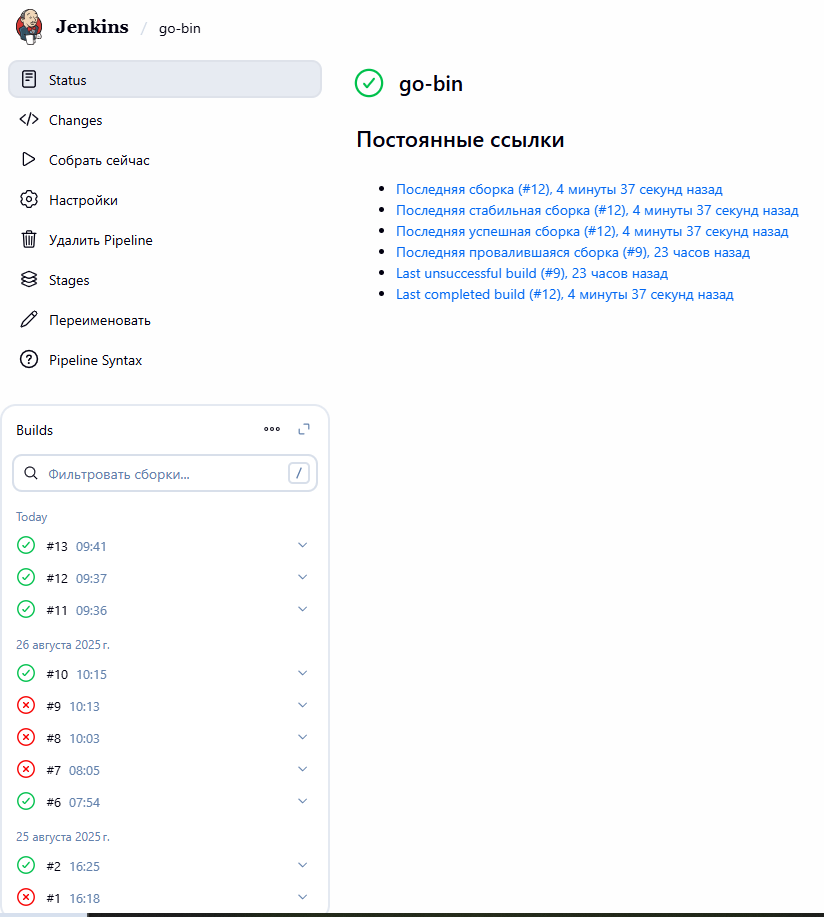 Jenkins / go-bin
Status
Changes
Собрать сейчас
Настройки
Удалить Pipeline
Stages
Переименовать
Pipeline Syntax
go-bin
Постоянные ссылки
Последняя сборка (#12), 4 минуты 37 секунд назад
Последняя стабильная сборка (#12), 4 минуты 37 секунд назад
Последняя успешная сборка (#12), 4 минуты 37 секунд назад
Последняя провалившаяся сборка (#9), 23 часов назад
Last unsuccessful build (#9), 23 часов назад
Last completed build (#12), 4 минуты 37 секунд назад
Builds
Фильтровать сборки... /
Today
#13 09:41
#12 09:37
#11 09:36
26 августа 2025 г.
#10 10:15
#9 10:13
#8 10:03
#7 08:05
#6 07:54
25 августа 2025 г.
#2 16:25
#1 16:18